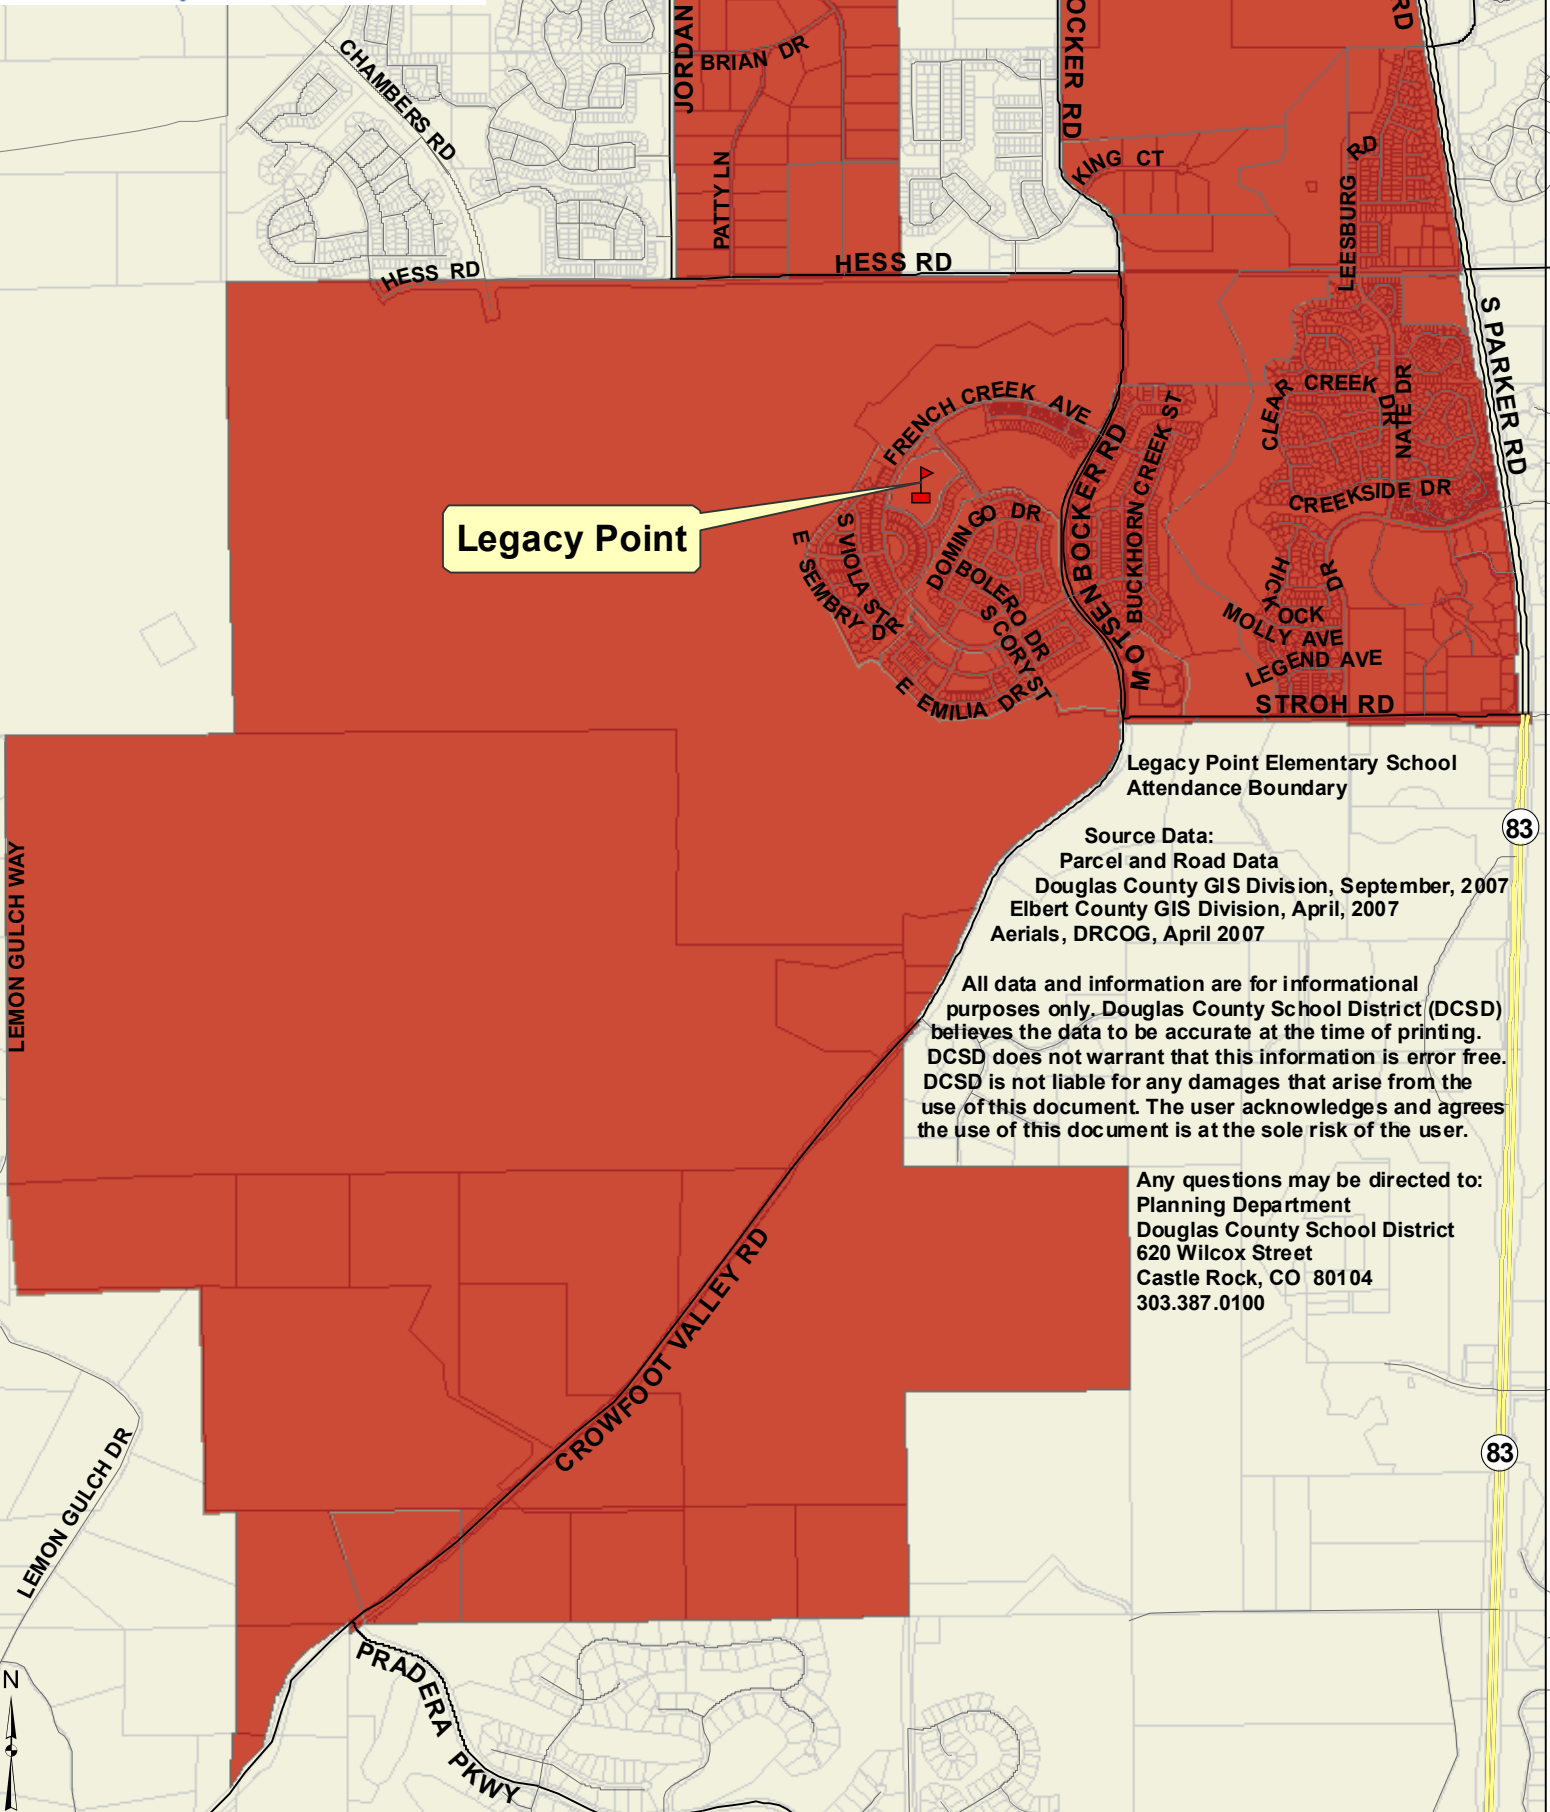 JORDAN
OCKER RD
RD
BRIAN DR
CHAMBERS RD
PATTY LN
KING CT
LEESBURG RD
HESS RD
HESS RD
S PARKER RD
FRENCH CREEK AVE
CLEAR CREEK DR
NATE DR
BUCKHORN CREEK ST
MOTSENBOCKER RD
CREEKSIDE DR
Legacy Point
S VIOLA STR
DOMINGO DR
E SEMBRY D
BOLERO DR
S CORY ST
HICKOCK DR
MOLLY AVE
LEGEND AVE
E EMILIA DR
STROH RD
Legacy Point Elementary School
Attendance Boundary
83
Source Data:
Parcel and Road Data
Douglas County GIS Division, September, 2007
Elbert County GIS Division, April, 2007
Aerials, DRCOG, April 2007
LEMON GULCH WAY
All data and information are for informational
purposes only. Douglas County School District (DCSD)
believes the data to be accurate at the time of printing.
DCSD does not warrant that this information is error free.
DCSD is not liable for any damages that arise from the
use of this document. The user acknowledges and agrees
the use of this document is at the sole risk of the user.
Any questions may be directed to:
Planning Department
Douglas County School District
620 Wilcox Street
Castle Rock, CO  80104
303.387.0100
CROWFOOT VALLEY RD
83
LEMON GULCH DR
PRADERA PKWY
N